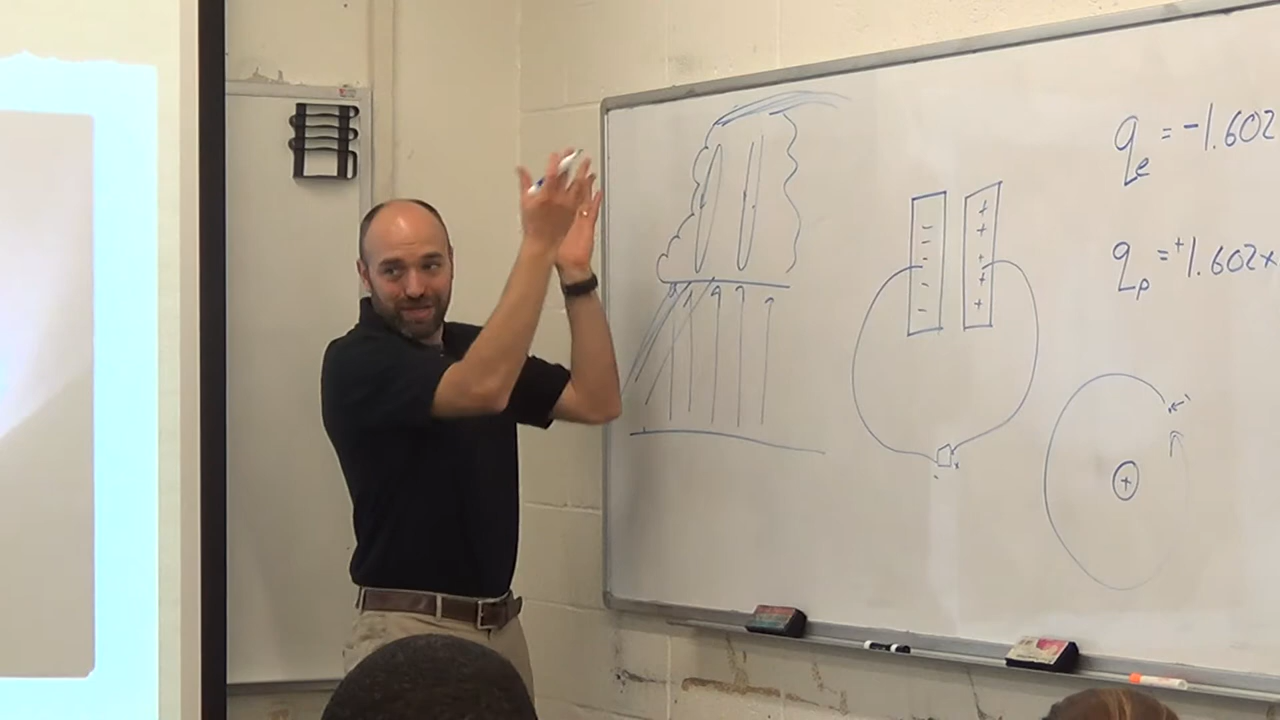 qe = -1.602
qp = +1.602x
- - - - -
+ + + + +
+